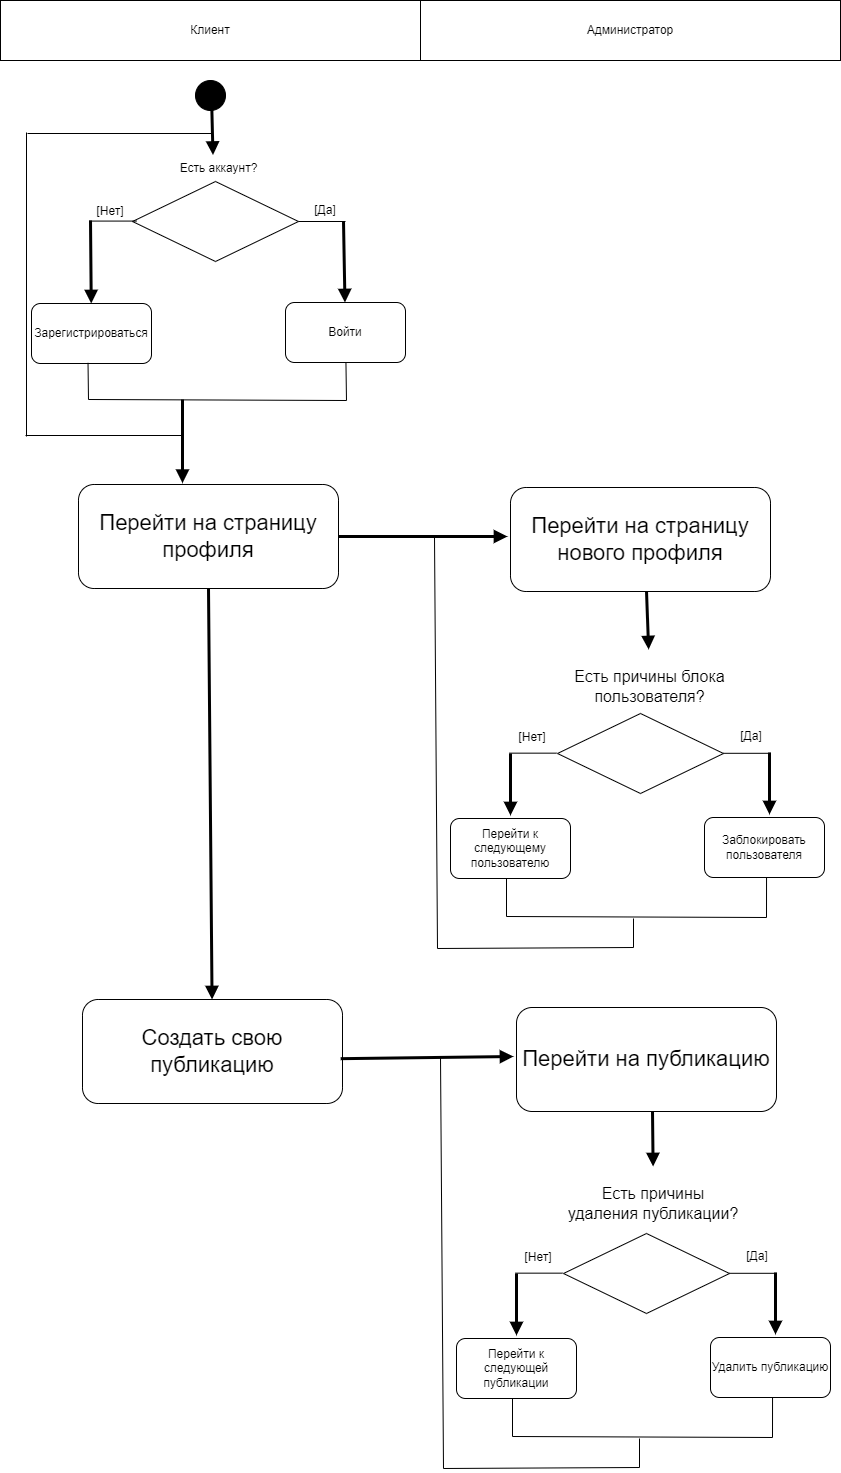 Клиент
Администратор
Есть аккаунт?
[Нет]
[Да]
Зарегистрироваться
Войти
Перейти на страницу
профиля
Перейти на страницу
нового профиля
Есть причины блока
пользователя?
[Нет]
[Да]
Перейти к
следующему
пользователю
Заблокировать
пользователя
Создать свою
публикацию
Перейти на публикацию
Есть причины
удаления публикации?
[Нет]
[Да]
Перейти к
следующей
публикации
Удалить публикацию